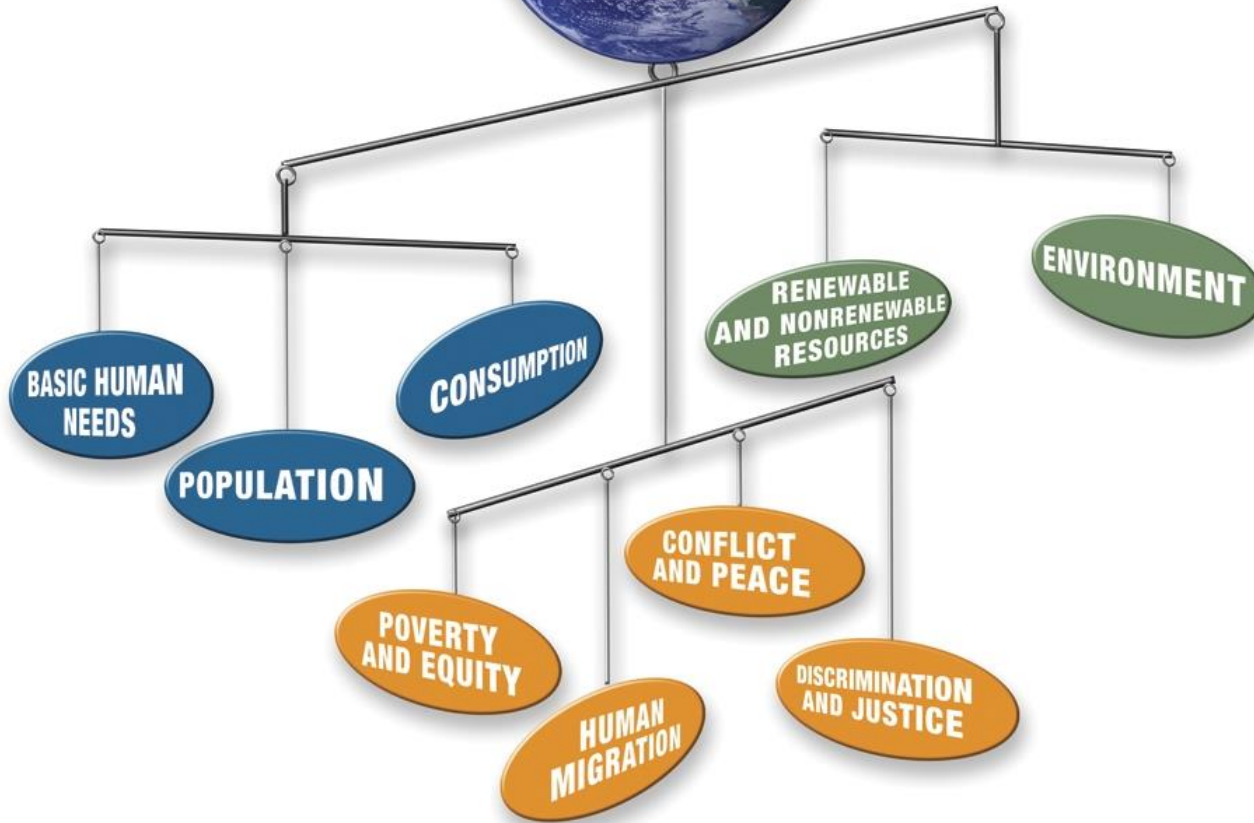 BASIC HUMAN
NEEDS
POPULATION
CONSUMPTION
RENEWABLE
AND NONRENEWABLE
RESOURCES
ENVIRONMENT
POVERTY
AND EQUITY
HUMAN
MIGRATION
CONFLICT
AND PEACE
DISCRIMINATION
AND JUSTICE